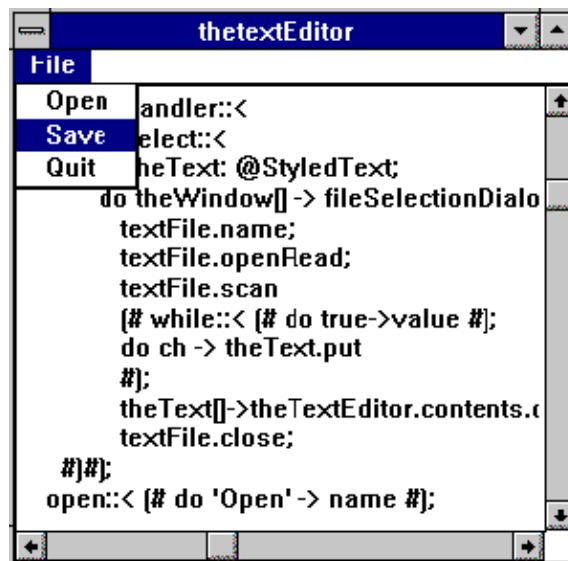 thetextEditor
File
Open
Save
Quit
andler::<
elect::<
heText: @StyledText;
do theWindow[] -> fileSelectionDialo
textFile.name;
textFile.openRead;
textFile.scan
(# while::< (# do true->value #);
do ch -> theText.put
#);
theText[]->theTextEditor.contents.c
textFile.close;
#)#);
open::< (# do 'Open' -> name #);